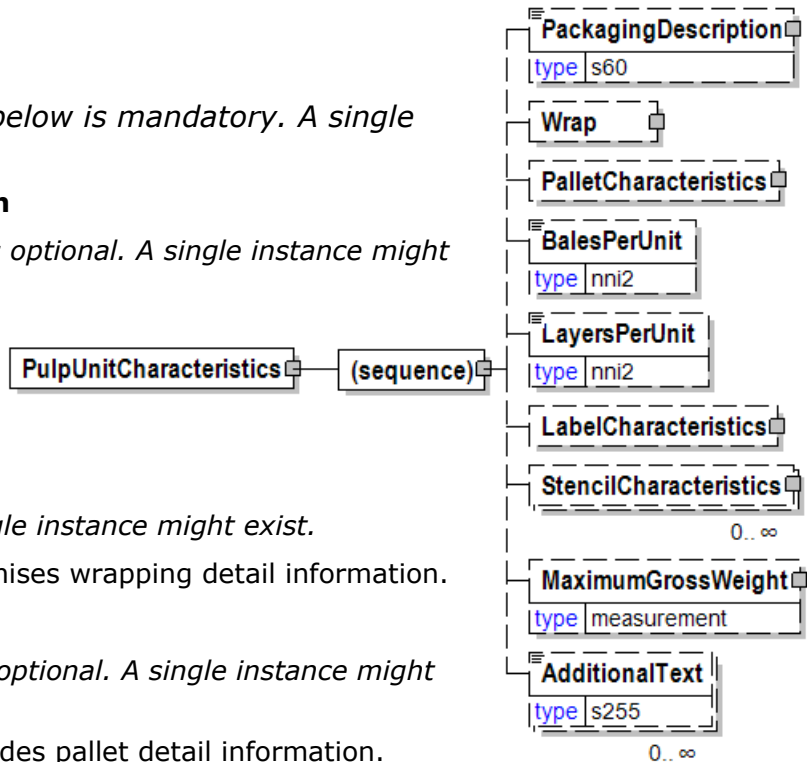 below is mandatory. A single
optional. A single instance might
PulpUnitCharacteristics
(sequence)
gle instance might exist.
nises wrapping detail information.
optional. A single instance might
des pallet detail information.
PackagingDescription
type s60
Wrap
PalletCharacteristics
BalesPerUnit
type nni2
LayersPerUnit
type nni2
LabelCharacteristics
StencilCharacteristics
0.. ∞
MaximumGrossWeight
type measurement
AdditionalText
type s255
0.. ∞